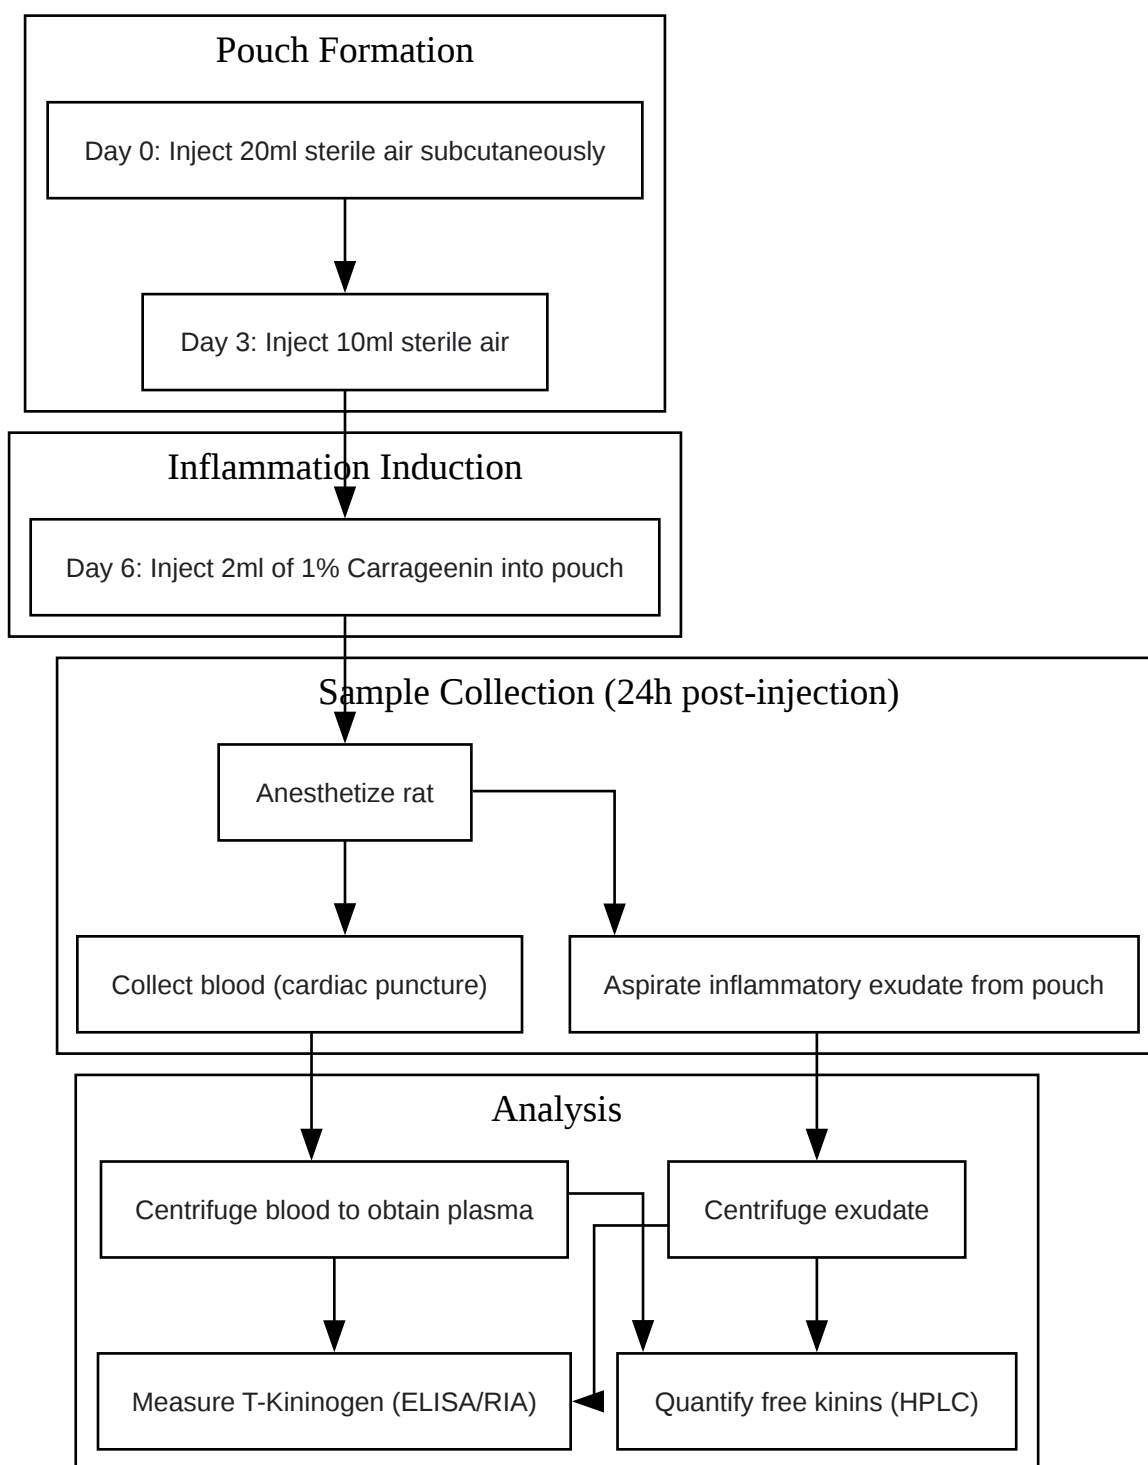 Pouch Formation
Day 0: Inject 20ml sterile air subcutaneously
Day 3: Inject 10ml sterile air
Inflammation Induction
Day 6: Inject 2ml of 1% Carrageenin into pouch
Sample Collection (24h post-injection)
Anesthetize rat
Collect blood (cardiac puncture)
Aspirate inflammatory exudate from pouch
Analysis
Centrifuge blood to obtain plasma
Centrifuge exudate
Measure T-Kininogen (ELISA/RIA)
Quantify free kinins (HPLC)